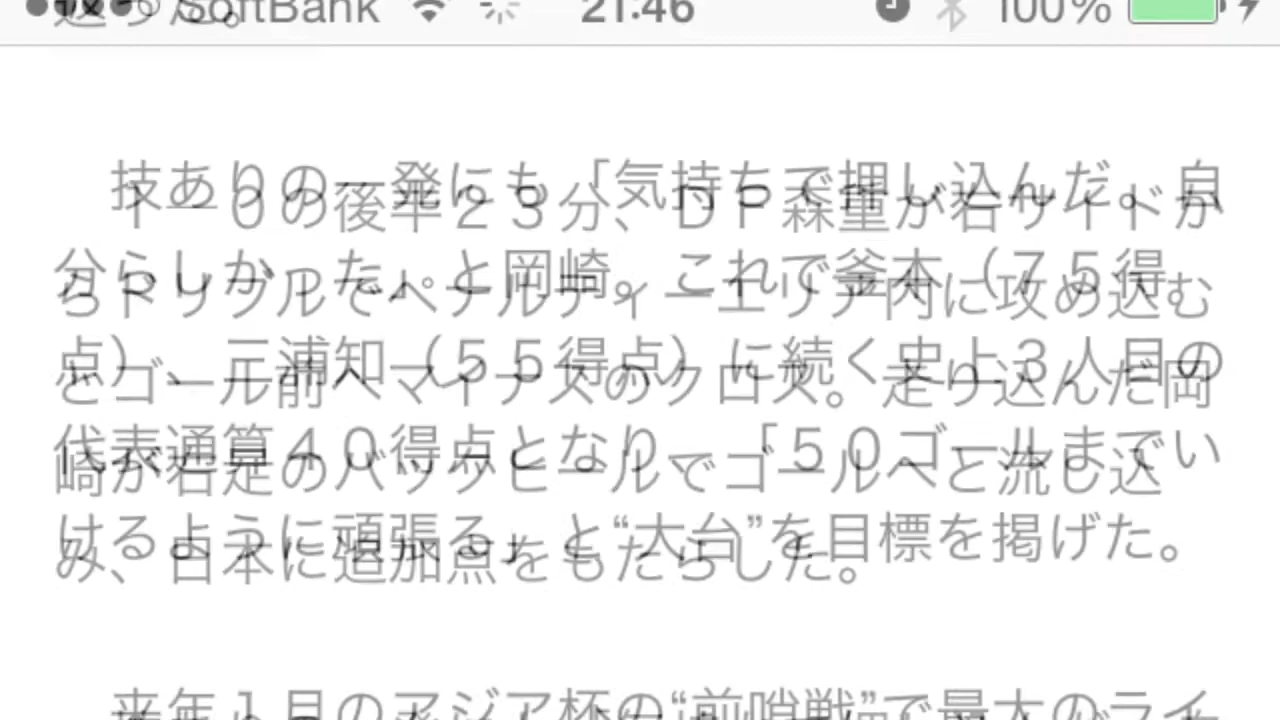 SoftBank 21:46 100%
技ありの一発にも「気持ちで押し込んだ。自
１―０の後半２３分、ＤＦ森重が右サイドか
分らしかった」と岡崎。これで釜本（７５得
らドリブルでペナルティーエリア内に攻め込む
点）、三浦知（５５得点）に続く史上３人目の
とゴール前へマイナスのクロス。走り込んだ岡
代表通算４０得点となり、「５０ゴールまでい
崎が右足のバックヒールでゴールへと流し込
けるように頑張る」と“大台”を目標を掲げた。
み、日本に追加点をもたらした。
来年１月のアジア杯の“前哨戦”で最大のライ